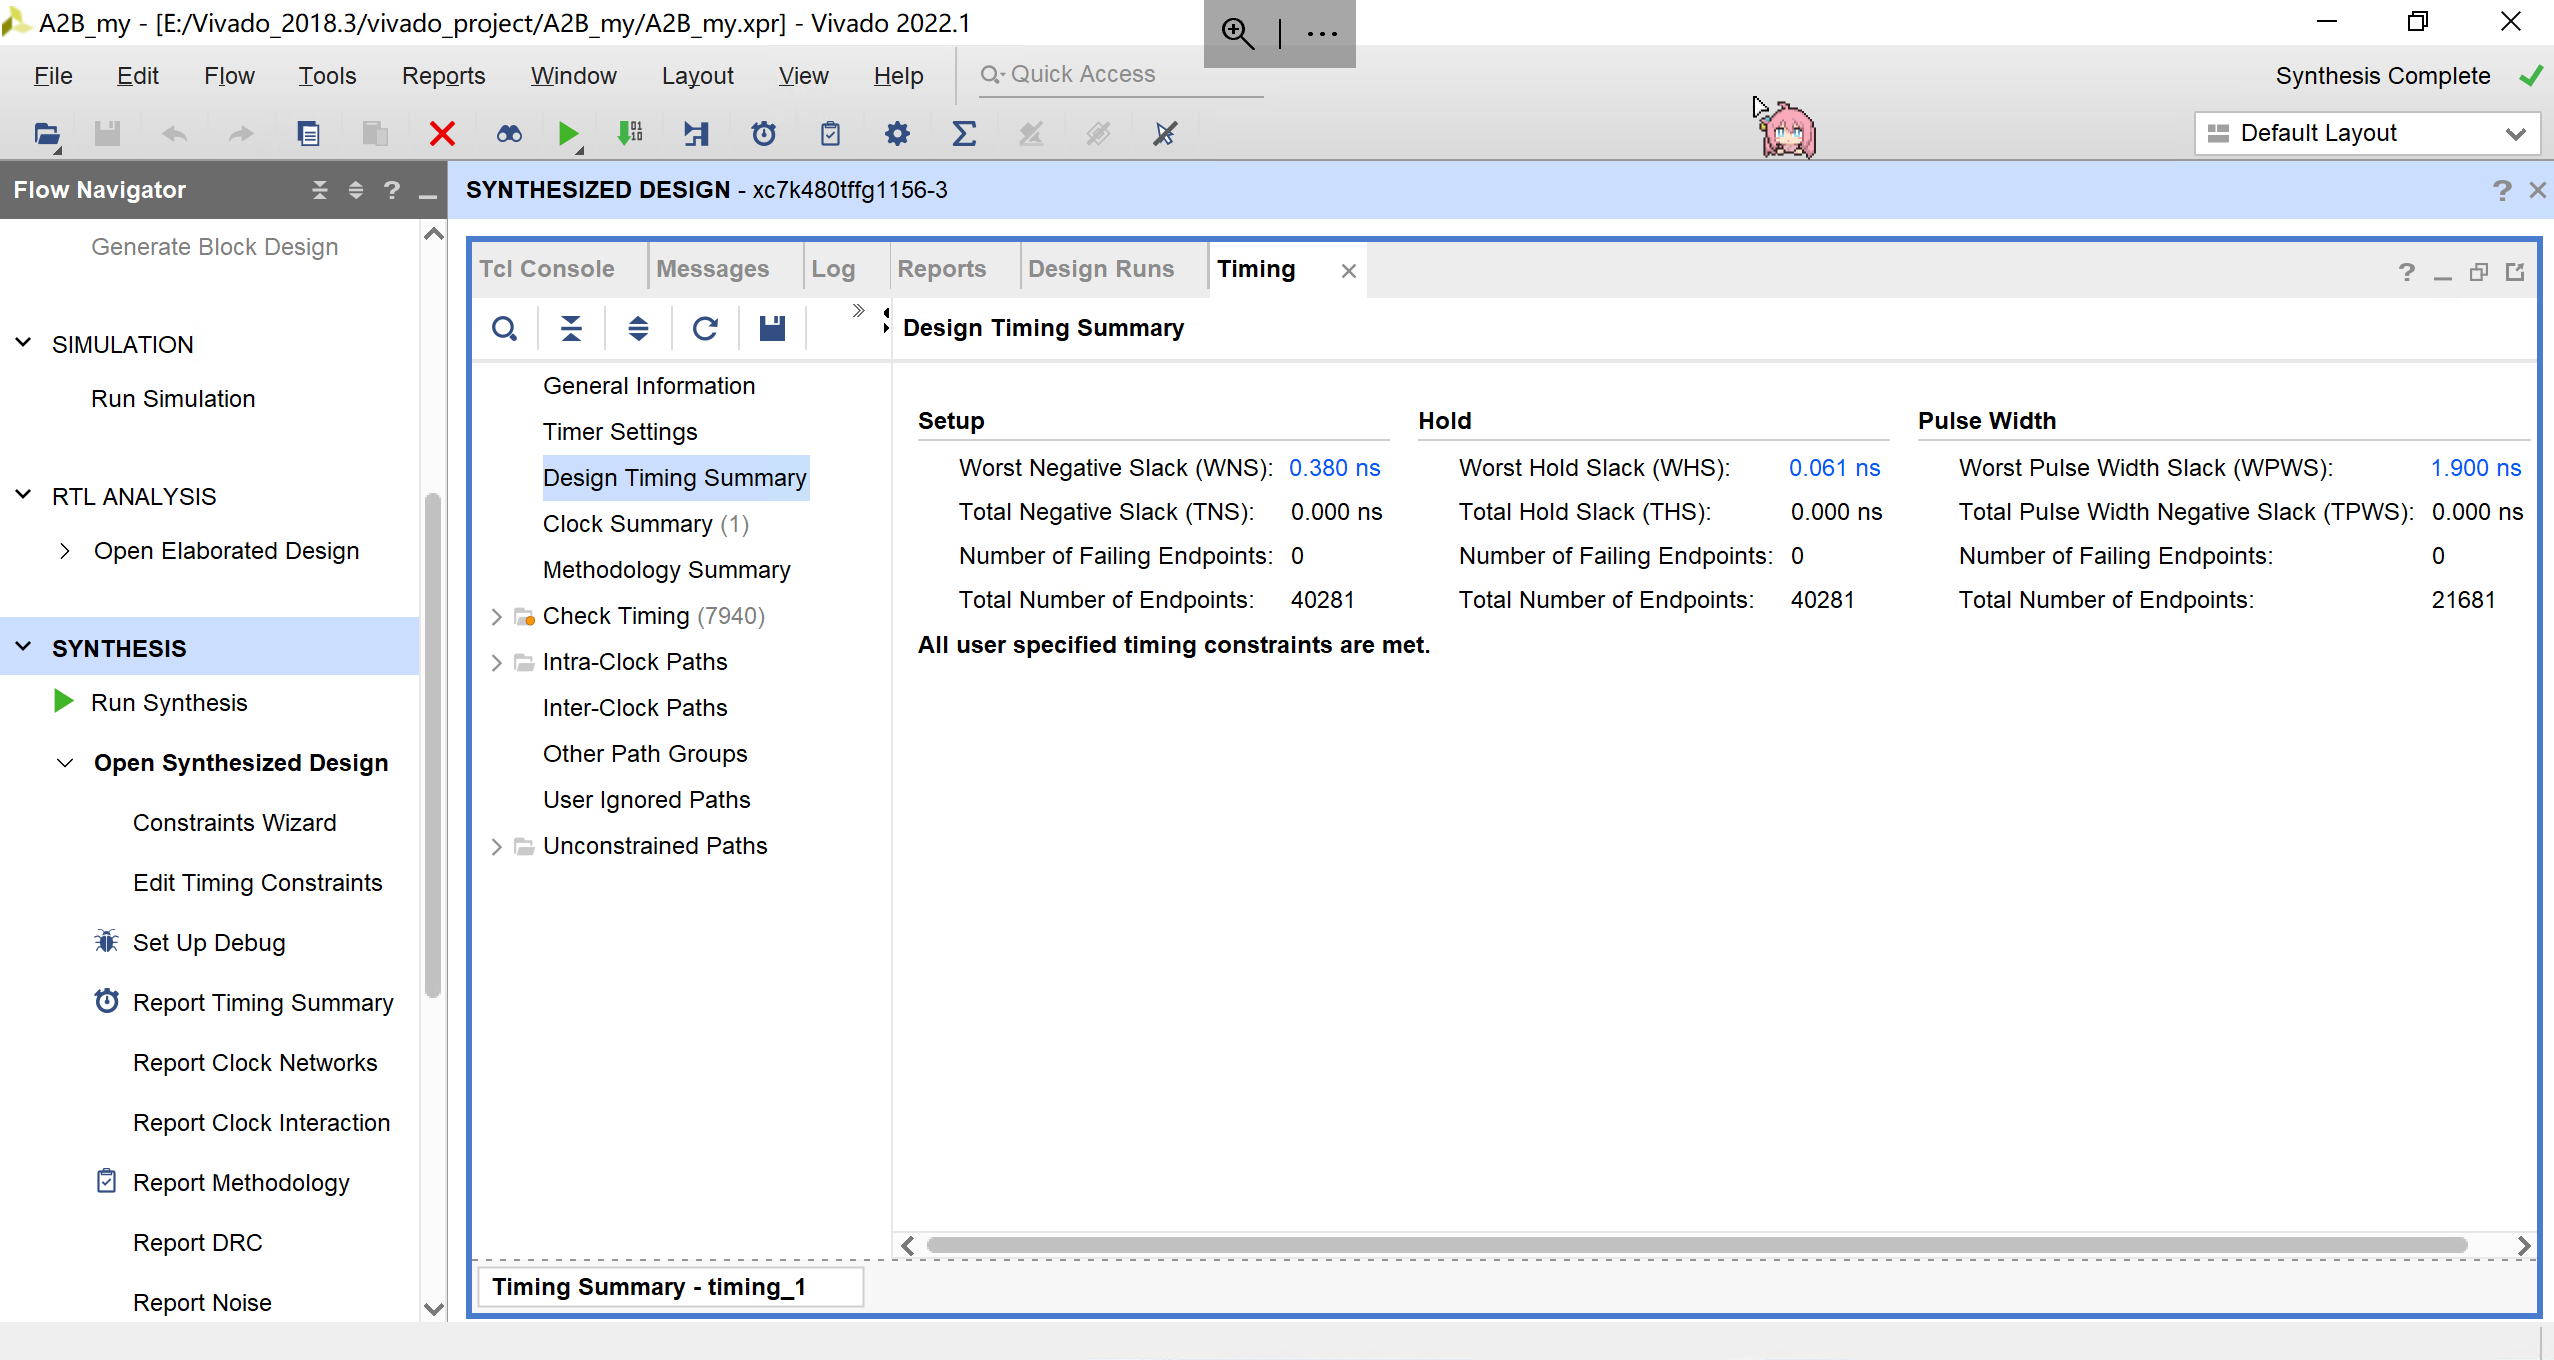 A2B_my - [E:/Vivado_2018.3/vivado_project/A2B_my/A2B_my.xpr] - Vivado 2022.1
File Edit Flow Tools Reports Window Layout View Help Quick Access Synthesis Complete
Default Layout
Flow Navigator
SYNTHESIZED DESIGN - xc7k480tffg1156-3
Generate Block Design
SIMULATION
Run Simulation
RTL ANALYSIS
Open Elaborated Design
SYNTHESIS
Run Synthesis
Open Synthesized Design
Constraints Wizard
Edit Timing Constraints
Set Up Debug
Report Timing Summary
Report Clock Networks
Report Clock Interaction
Report Methodology
Report DRC
Report Noise
Tcl Console Messages Log Reports Design Runs Timing
General Information
Timer Settings
Design Timing Summary
Clock Summary (1)
Methodology Summary
Check Timing (7940)
Intra-Clock Paths
Inter-Clock Paths
Other Path Groups
User Ignored Paths
Unconstrained Paths
Design Timing Summary
Setup
Worst Negative Slack (WNS): 0.380 ns
Total Negative Slack (TNS): 0.000 ns
Number of Failing Endpoints: 0
Total Number of Endpoints: 40281
Hold
Worst Hold Slack (WHS): 0.061 ns
Total Hold Slack (THS): 0.000 ns
Number of Failing Endpoints: 0
Total Number of Endpoints: 40281
Pulse Width
Worst Pulse Width Slack (WPWS): 1.900 ns
Total Pulse Width Negative Slack (TPWS): 0.000 ns
Number of Failing Endpoints: 0
Total Number of Endpoints: 21681
All user specified timing constraints are met.
Timing Summary - timing_1